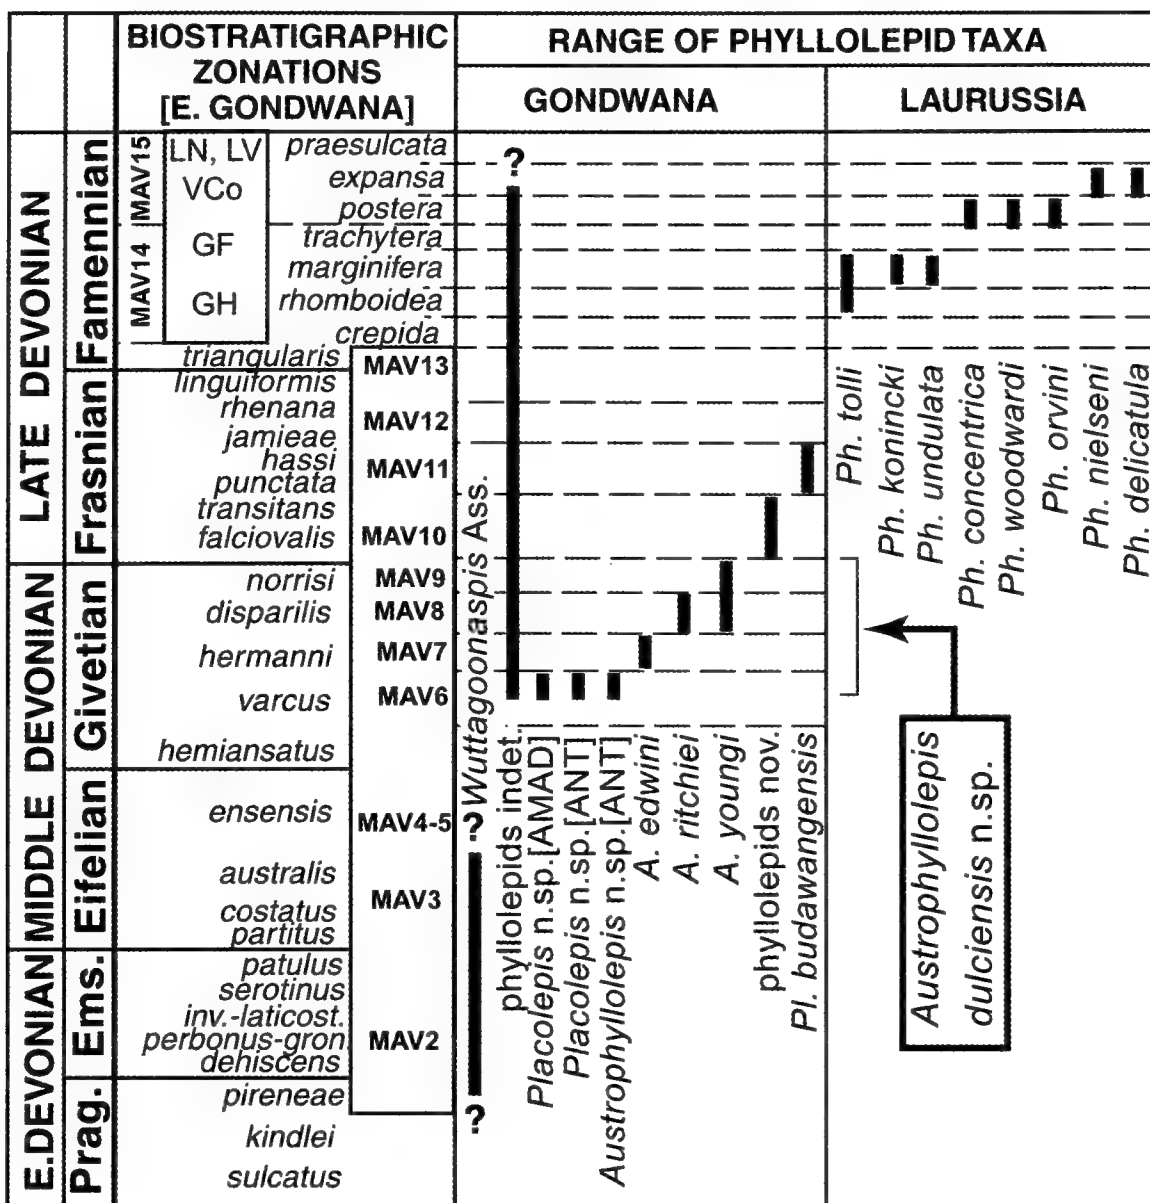 BIOSTRATIGRAPHIC
ZONATIONS
[E. GONDWANA]
RANGE OF PHYLLOLEPID TAXA
GONDWANA
LAURUSSIA
LATE DEVONIAN
MIDDLE DEVONIAN
E.DEVONIAN
Famennian
Frasnian
Givetian
Eifelian
Ems.
Prag.
MAV15
MAV14
LN, LV
VCo
GF
GH
praesulcata
expansa
postera
trachytera
marginifera
rhomboidea
crepida
triangularis
linguiformis
rhenana
jamieae
hassi
punctata
transitans
falciovalis
norrisi
disparilis
hermanni
varcus
hemiansatus
ensensis
australis
costatus
partitus
patulus
serotinus
inv.-laticost.
perbonus-gron.
dehiscens
pireneae
kindlei
sulcatus
MAV13
MAV12
MAV11
MAV10
MAV9
MAV8
MAV7
MAV6
MAV4-5
MAV3
MAV2
?
?
?
Wuttagoonaspis Ass.
phyllolepids indet.
Placolepis n.sp.[AMAD]
Placolepis n.sp.[ANT]
Austrophyllolepis n.sp.[ANT]
A. edwini
A. ritchiei
A. youngi
phyllolepids nov.
Pl. budawangensis
Ph. tolli
Ph. konincki
Ph. undulata
Ph. concentrica
Ph. woodwardi
Ph. orvini
Ph. nielseni
Ph. delicatula
Austrophyllolepis
dulciensis n.sp.